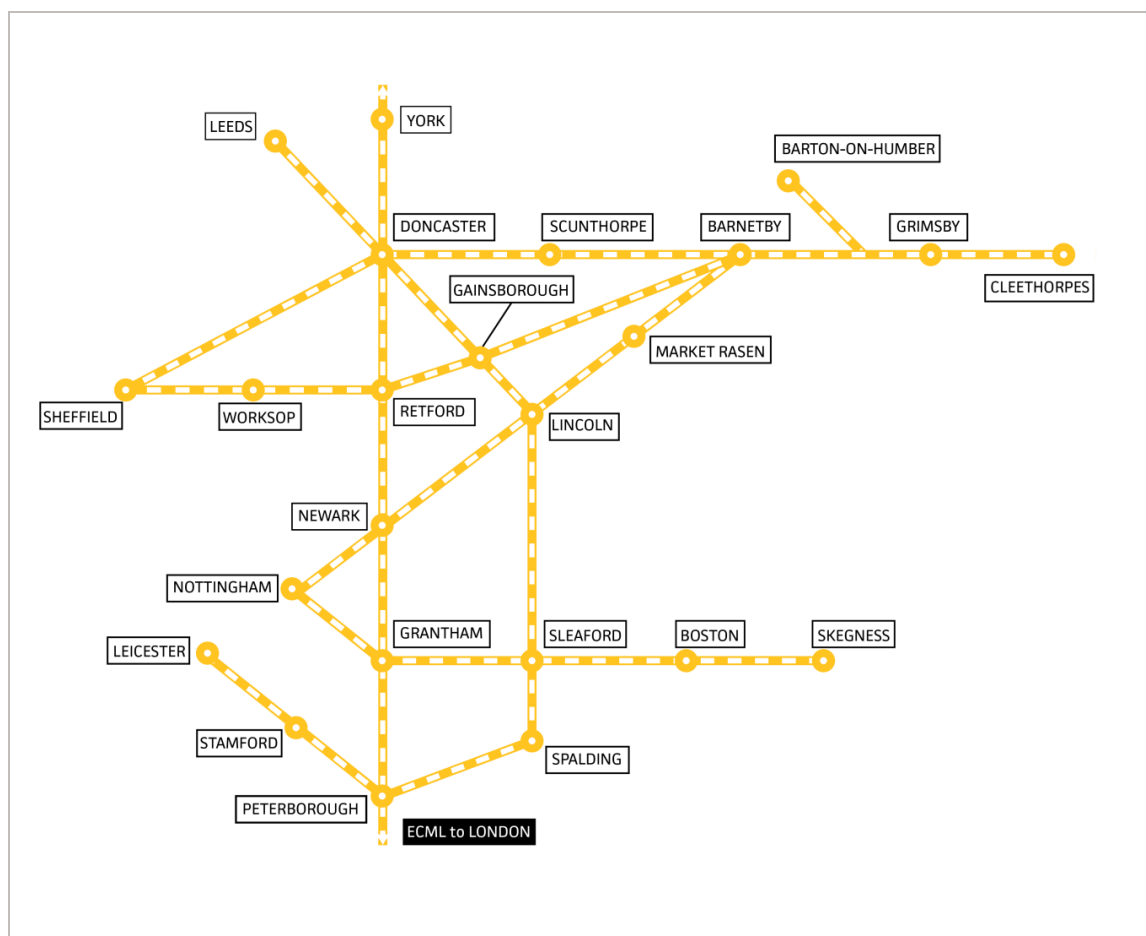 YORK
LEEDS
BARTON-ON-HUMBER
DONCASTER
SCUNTHORPE
BARNETBY
GRIMSBY
GAINSBOROUGH
CLEETHORPES
MARKET RASEN
SHEFFIELD
WORKSOP
RETFORD
LINCOLN
NEWARK
NOTTINGHAM
GRANTHAM
SLEAFORD
BOSTON
SKEGNESS
LEICESTER
STAMFORD
SPALDING
PETERBOROUGH
ECML to LONDON